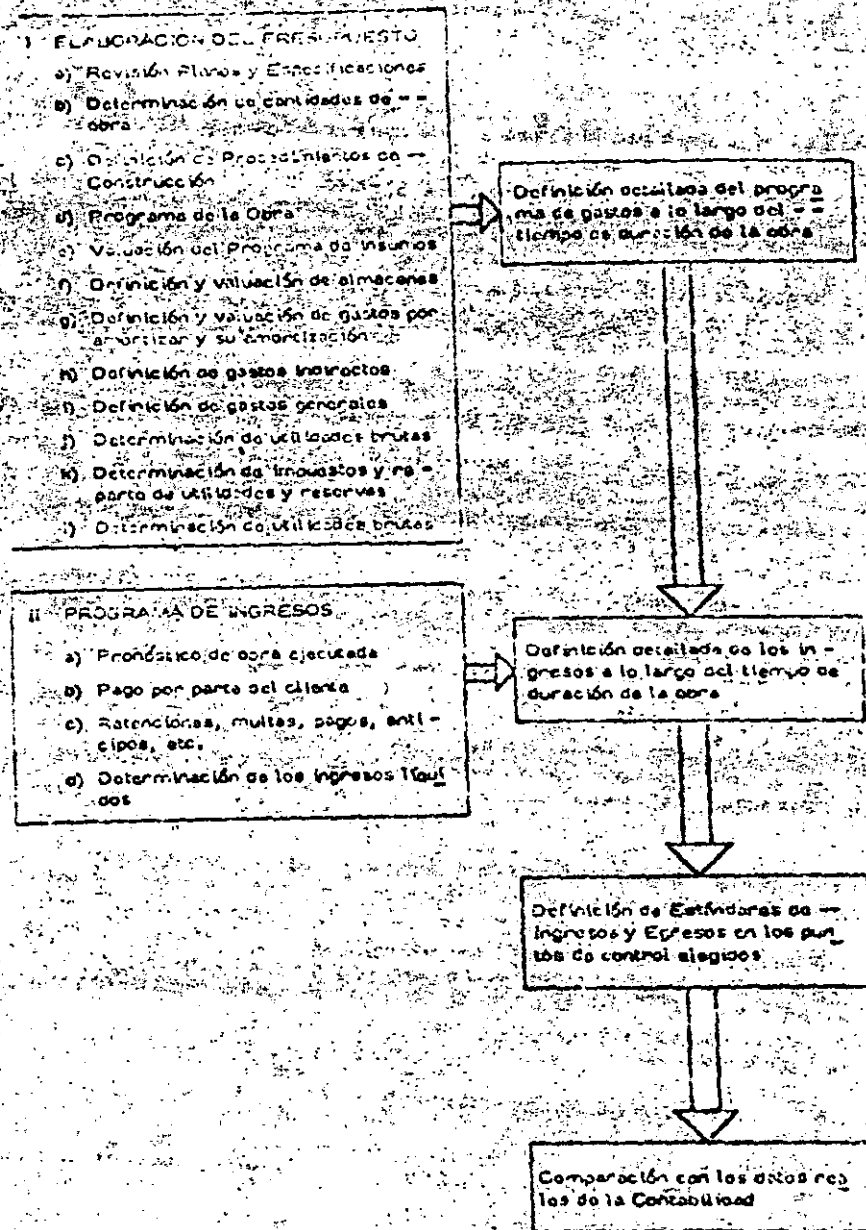 I ELABORACION DEL PRESUPUESTO
a) Revisión Planos y Especificaciones
b) Determinación de cantidades de - -
obra
c) Definición de Procedimientos de -
Construcción
d) Programa de la Obra
e) Valuación del Programa de insumos
f) Definición y valuación de almacenes
g) Definición y valuación de gastos por
amortizar y su amortización
h) Definición de gastos indirectos
i) Definición de gastos generales
j) Determinación de utilidades brutas
k) Determinación de impuestos y re -
parto de utilidades y reservas
l) Determinación de utilidades brutas
Definición detallada del progra
ma de gastos a lo largo del - -
tiempo de duración de la obra
II PROGRAMA DE INGRESOS
a) Pronóstico de obra ejecutada
b) Pago por parte del cliente
c) Retenciones, multas, pagos, anti -
cipos, etc.
d) Determinación de los ingresos líqui
dos
Definición detallada de los in -
gresos a lo largo del tiempo de
duración de la obra
Definición de Estándares de -
Ingresos y Egresos en los pun
tos de control elegidos
Comparación con los datos rea
les de la Contabilidad